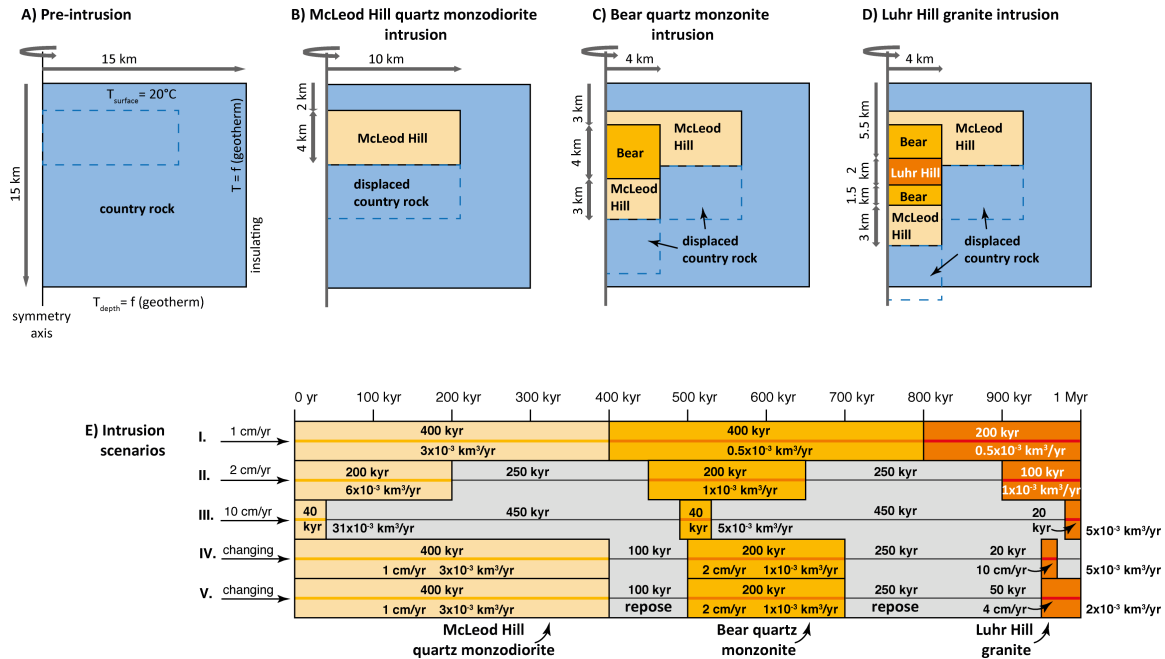 A) Pre-intrusion
15 km
T surface = 20°C
T = f (geotherm)
15 km
country rock
insulating
T depth = f (geotherm)
symmetry
axis
B) McLeod Hill quartz monzodiorite
intrusion
10 km
2 km
4 km
McLeod Hill
displaced
country rock
C) Bear quartz monzonite
intrusion
4 km
3 km
4 km
3 km
McLeod
Hill
Bear
McLeod
Hill
displaced
country rock
D) Luhr Hill granite intrusion
4 km
5.5 km
2
km
1.5
km
3 km
McLeod
Hill
Bear
Luhr Hill
Bear
McLeod
Hill
displaced
country rock
E) Intrusion
scenarios
0 yr 100 kyr 200 kyr 300 kyr 400 kyr 500 kyr 600 kyr 700 kyr 800 kyr 900 kyr 1 Myr
I. 1 cm/yr 400 kyr 400 kyr 200 kyr
3x10⁻³ km³/yr 0.5x10⁻³ km³/yr 0.5x10⁻³ km³/yr
II. 2 cm/yr 200 kyr 250 kyr 200 kyr 250 kyr 100 kyr
6x10⁻³ km³/yr 1x10⁻³ km³/yr 1x10⁻³ km³/yr
III. 10 cm/yr 40 450 kyr 40 450 kyr 20
kyr 31x10⁻³ km³/yr kyr 5x10⁻³ km³/yr kyr 5x10⁻³ km³/yr
IV. changing 400 kyr 100 kyr 200 kyr 250 kyr 20 kyr
1 cm/yr 3x10⁻³ km³/yr 2 cm/yr 1x10⁻³ km³/yr 10 cm/yr 5x10⁻³ km³/yr
V. changing 400 kyr 100 kyr 200 kyr 250 kyr 50 kyr
1 cm/yr 3x10⁻³ km³/yr repose 2 cm/yr 1x10⁻³ km³/yr repose 4 cm/yr 2x10⁻³ km³/yr
McLeod Hill
quartz monzodiorite
Bear quartz
monzonite
Luhr Hill
granite